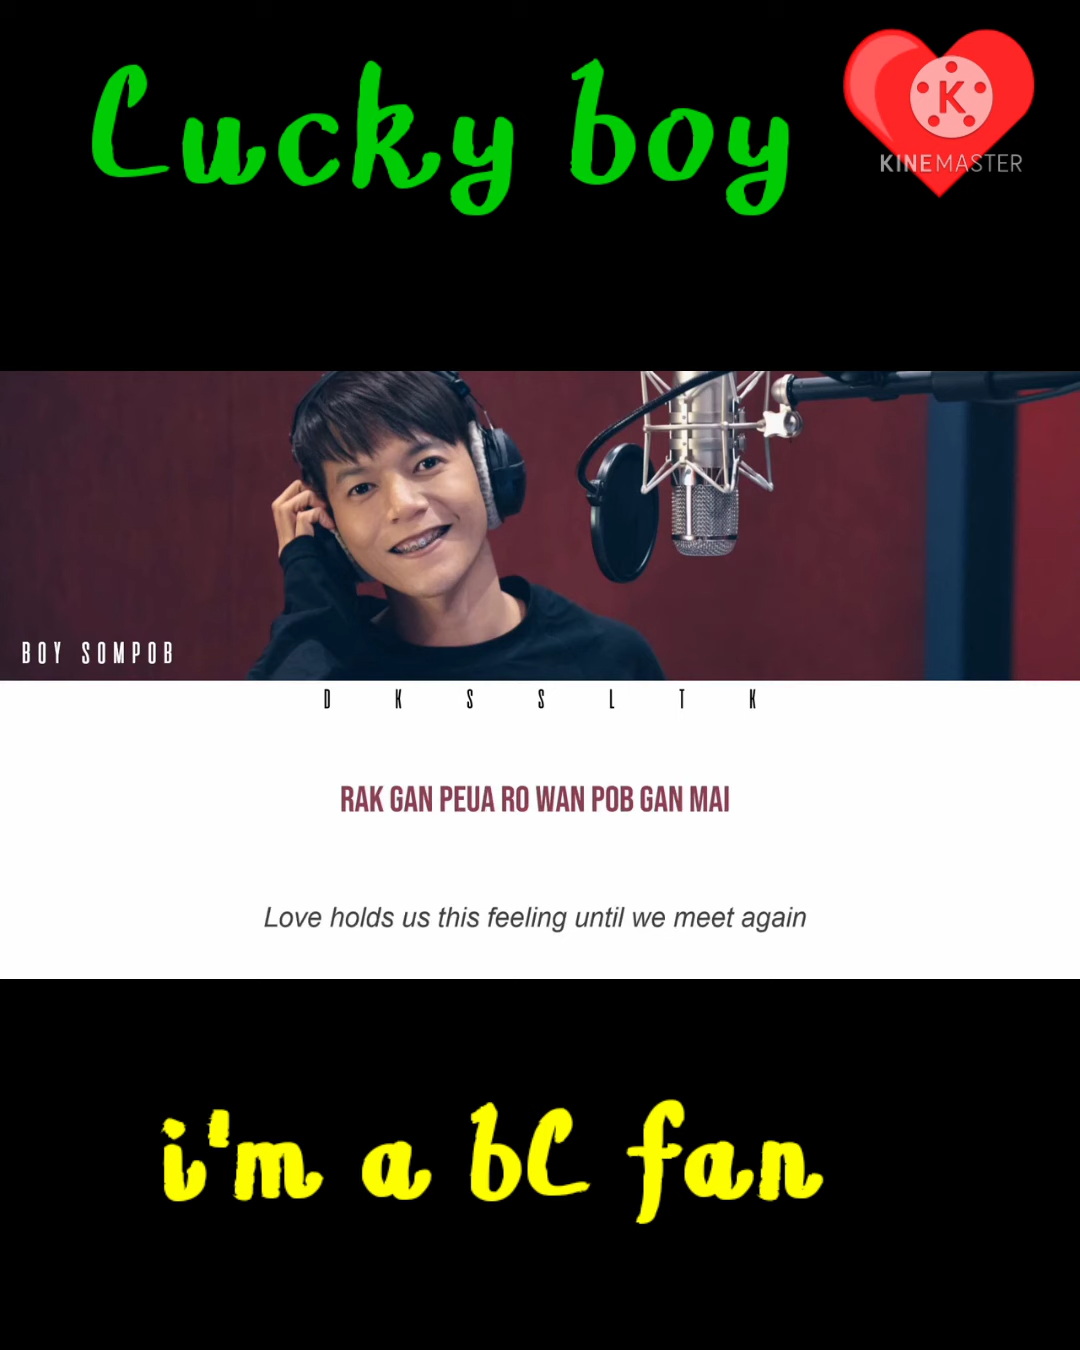 Lucky boy
K
KINEMASTER
BOY SOMPOB
D K S S L T K
RAK GAN PEUA RO WAN POB GAN MAI
Love holds us this feeling until we meet again
i'm a bC fan